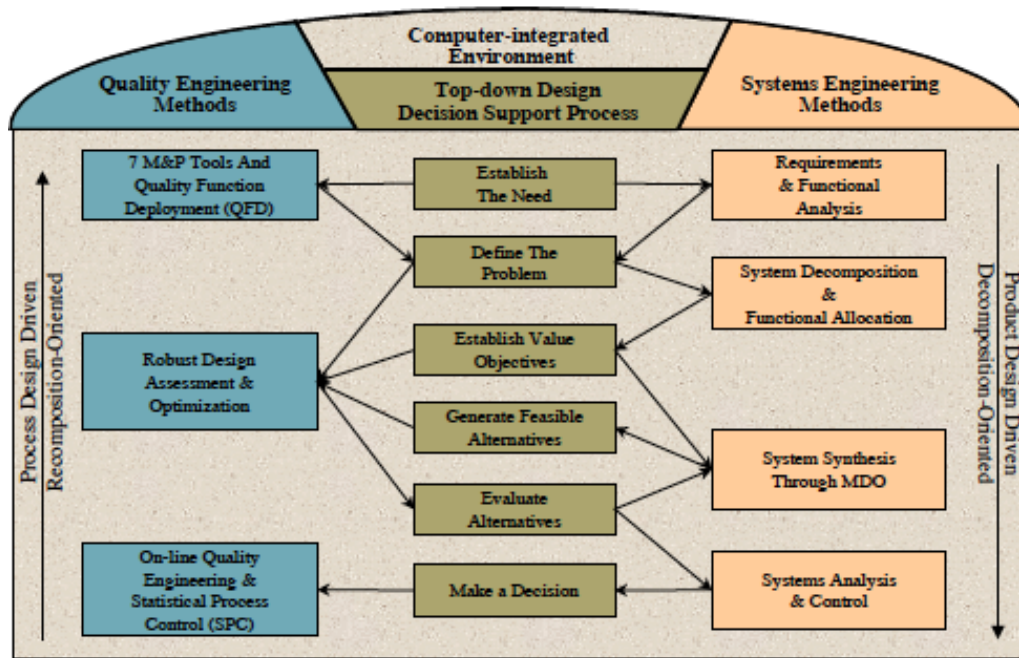 Computer-integrated
Environment
Quality Engineering
Methods
Top-down Design
Decision Support Process
Systems Engineering
Methods
7 M&P Tools And
Quality Function
Deployment (QFD)
Establish
The Need
Requirements
& Functional
Analysis
Define The
Problem
System Decomposition
&
Functional Allocation
Robust Design
Assessment &
Optimization
Establish Value
Objectives
Generate Feasible
Alternatives
System Synthesis
Through MDO
Evaluate
Alternatives
On-line Quality
Engineering &
Statistical Process
Control (SPC)
Make a Decision
Systems Analysis
& Control
Process Design Driven
Recomposition-Oriented
Product Design Driven
Decomposition-Oriented